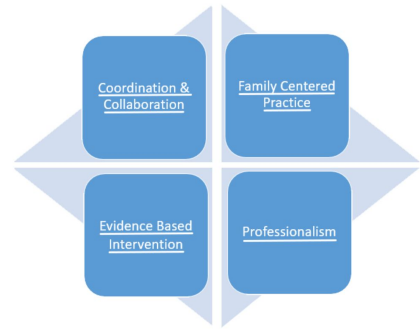 Coordination &
Collaboration
Family Centered
Practice
Evidence Based
Intervention
Professionalism